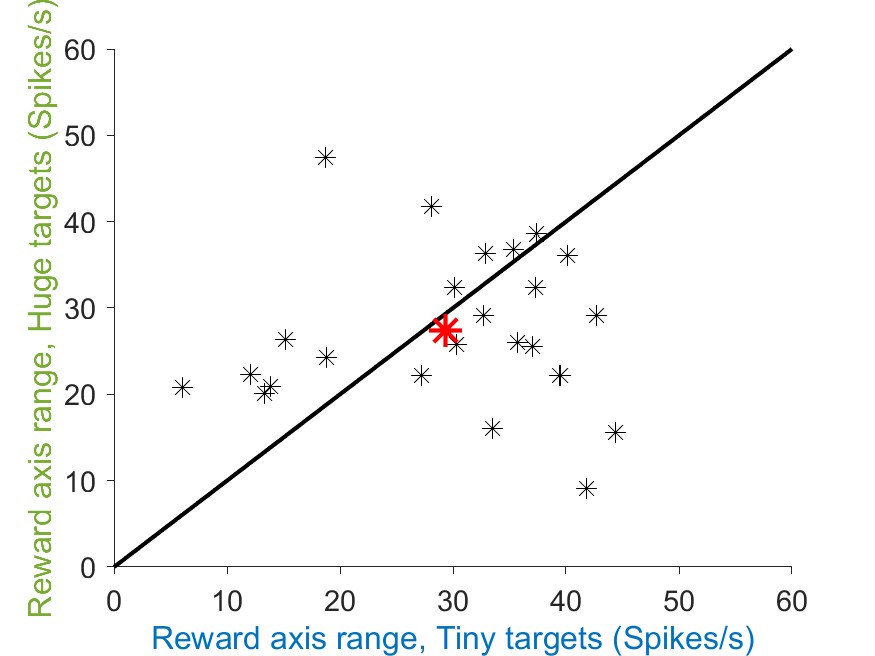 Reward axis range, Huge targets (Spikes/s)
60
50
40
30
20
10
0
0 10 20 30 40 50 60
Reward axis range, Tiny targets (Spikes/s)